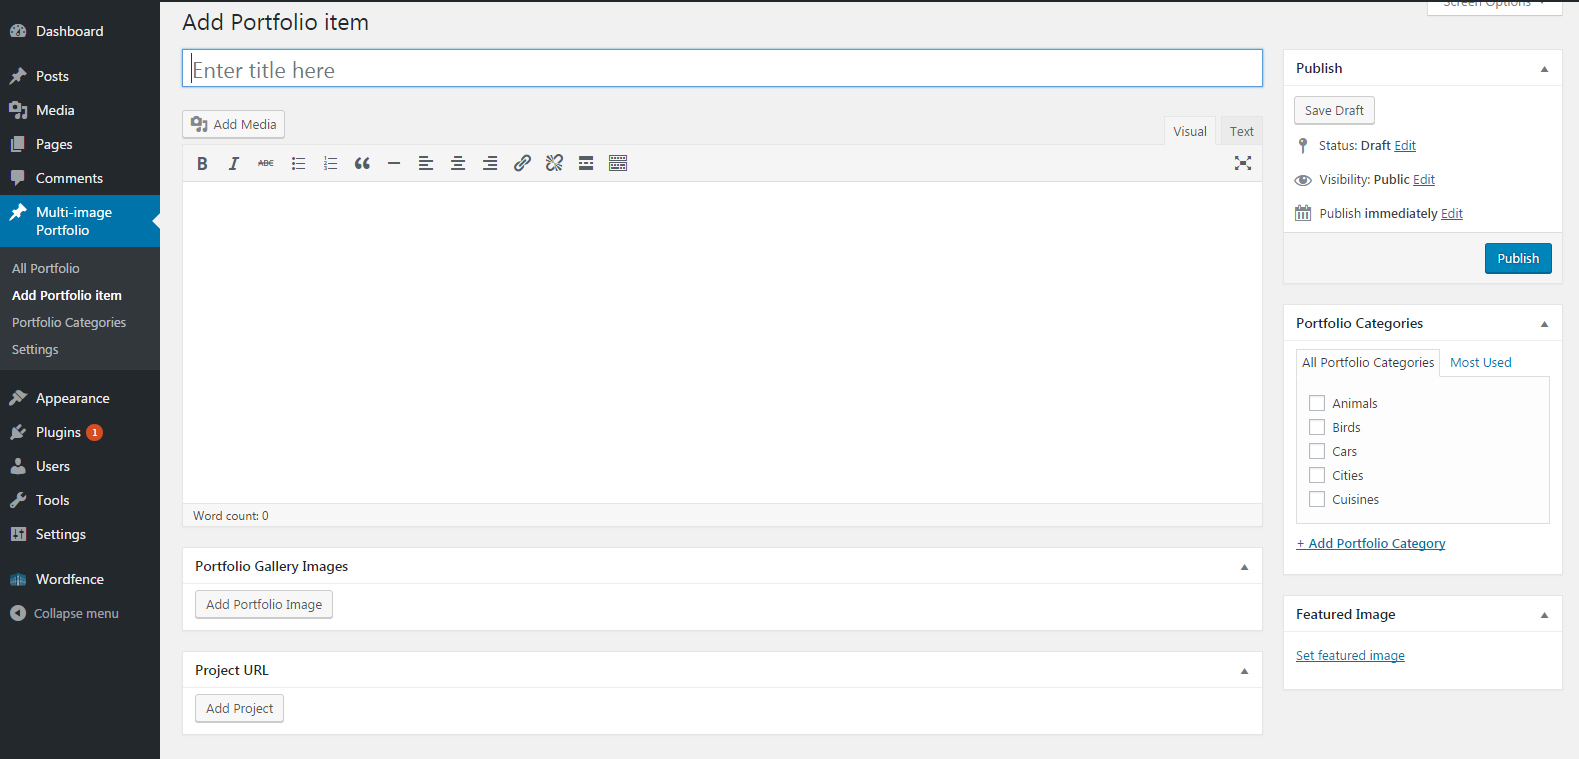 Dashboard
Posts
Media
Pages
Comments
Multi-image
Portfolio
All Portfolio
Add Portfolio item
Portfolio Categories
Settings
Appearance
Plugins 1
Users
Tools
Settings
Wordfence
Collapse menu
Screen Options
Add Portfolio item
Enter title here
Add Media
Visual Text
B I ABC
Word count: 0
Portfolio Gallery Images
Add Portfolio Image
Project URL
Add Project
Publish
Save Draft
Status: Draft Edit
Visibility: Public Edit
Publish immediately Edit
Publish
Portfolio Categories
All Portfolio Categories Most Used
Animals
Birds
Cars
Cities
Cuisines
+ Add Portfolio Category
Featured Image
Set featured image